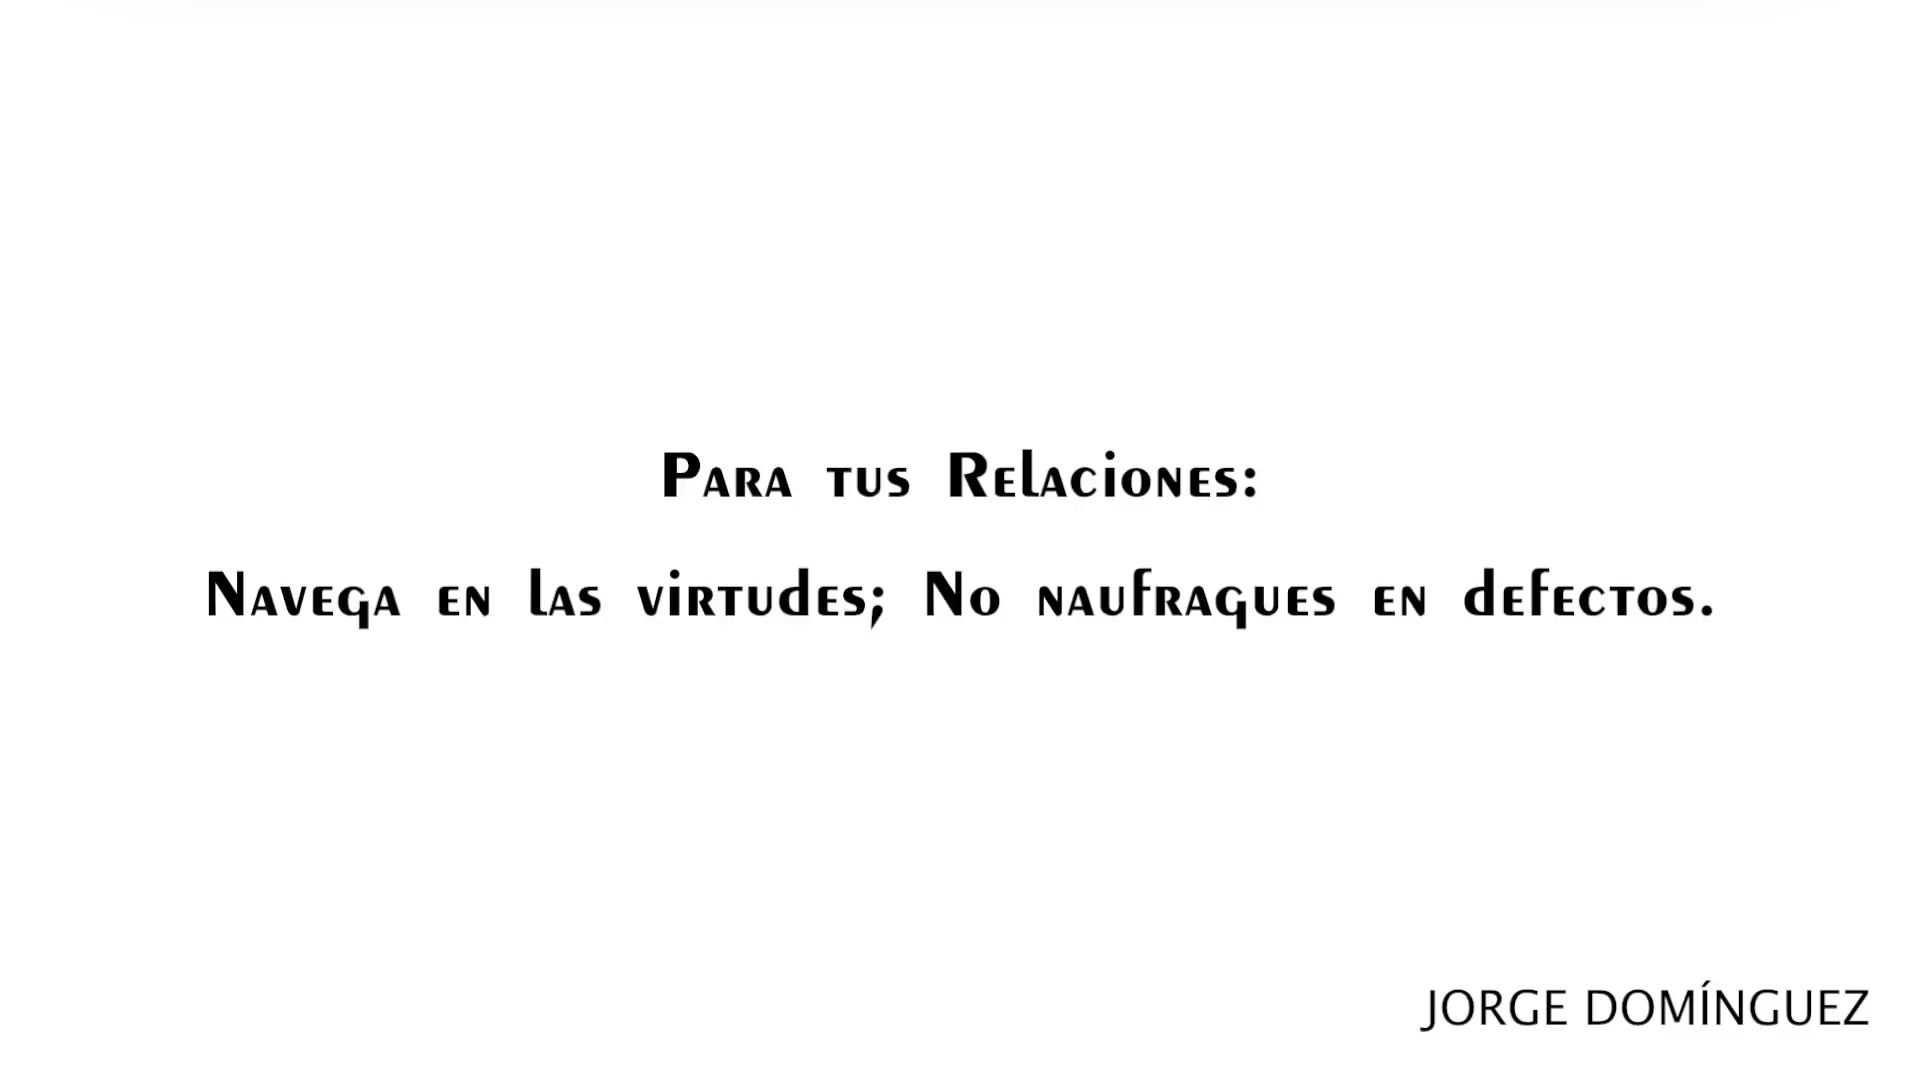 Para tus Relaciones:
Navega en las virtudes; No naufragues en defectos.
JORGE DOMÍNGUEZ